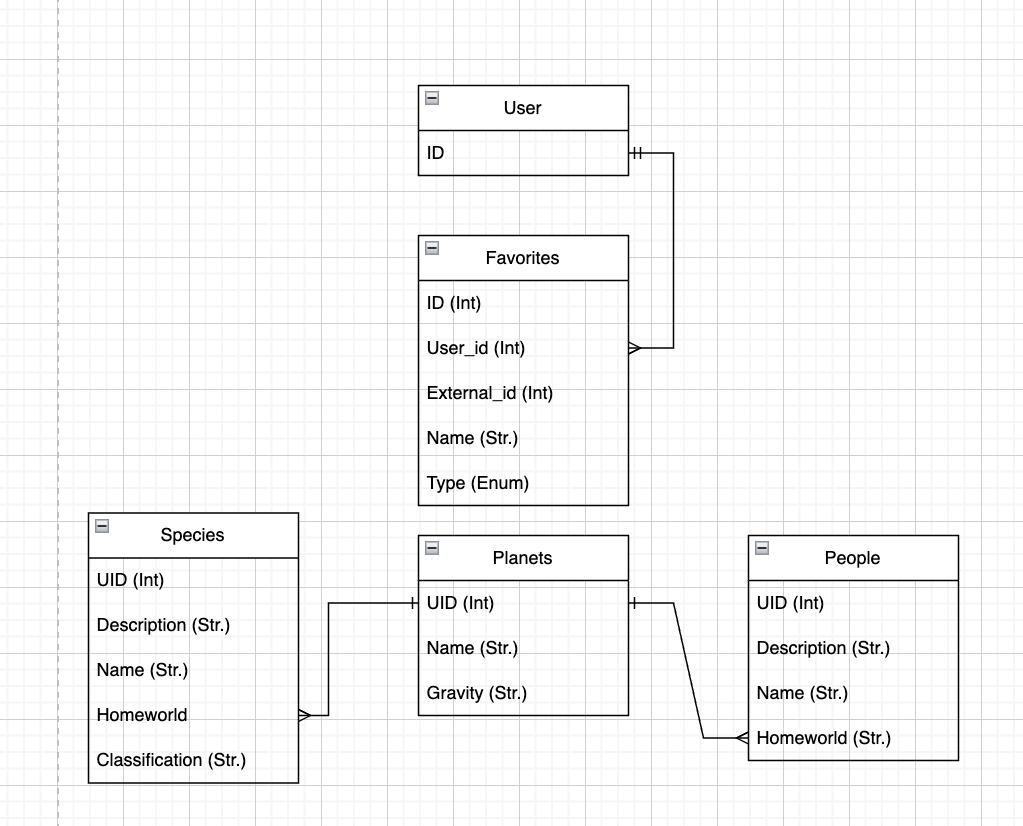 User
ID
Favorites
ID (Int)
User_id (Int)
External_id (Int)
Name (Str.)
Type (Enum)
Species
UID (Int)
Description (Str.)
Name (Str.)
Homeworld
Classification (Str.)
Planets
UID (Int)
Name (Str.)
Gravity (Str.)
People
UID (Int)
Description (Str.)
Name (Str.)
Homeworld (Str.)